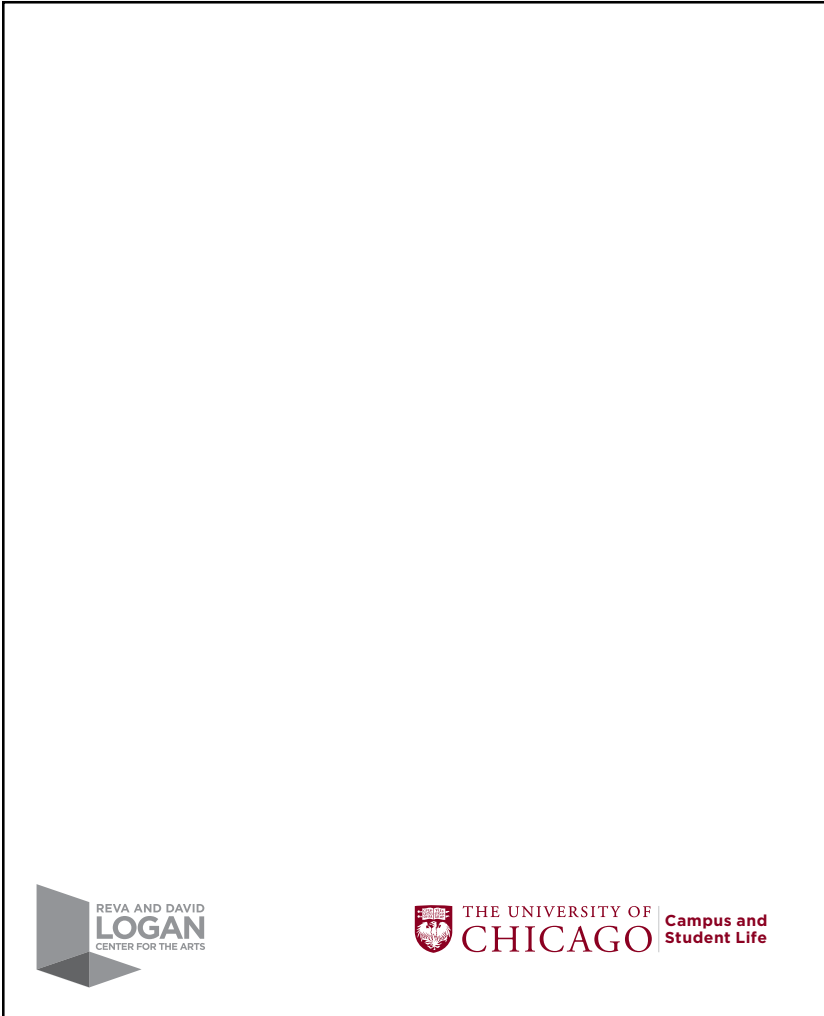 REVA AND DAVID
LOGAN
CENTER FOR THE ARTS
THE UNIVERSITY OF
CHICAGO
Campus and
Student Life